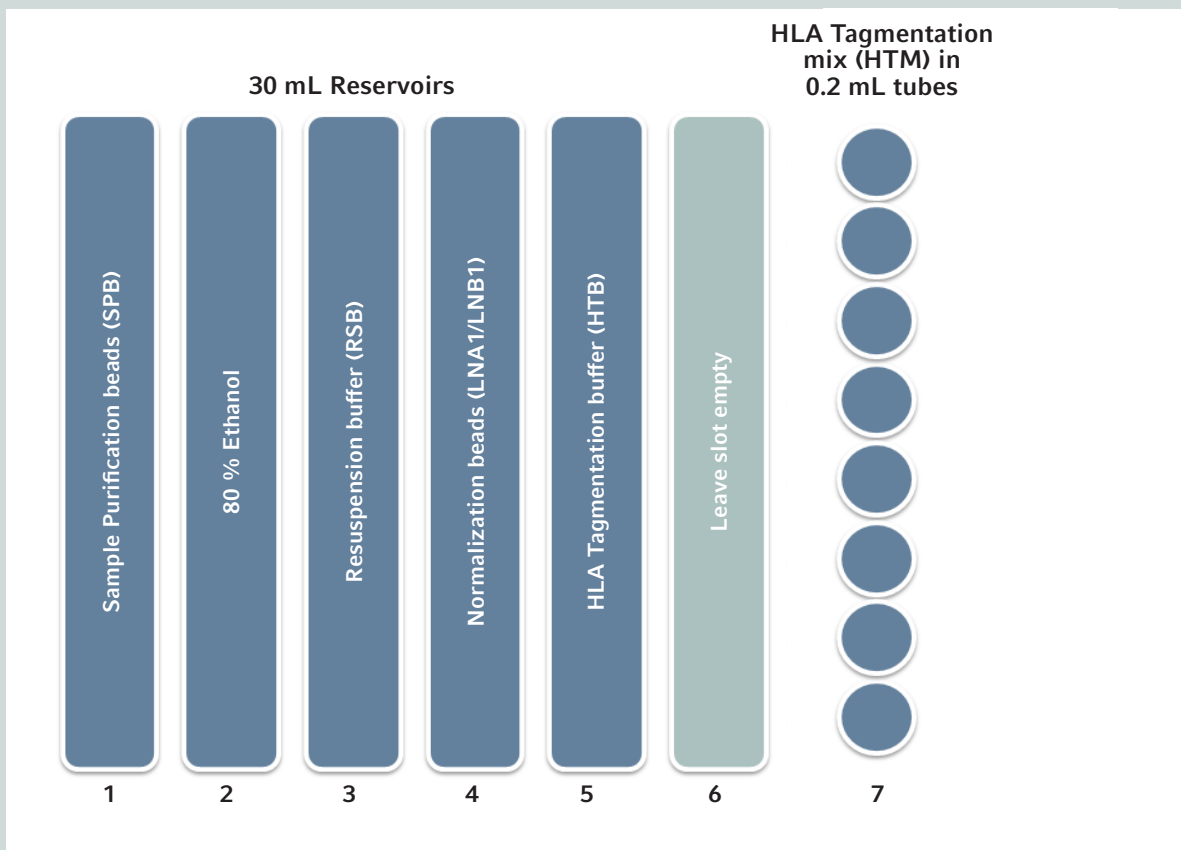 30 mL Reservoirs
HLA Tagmentation
mix (HTM) in
0.2 mL tubes
Sample Purification beads (SPB)
80 % Ethanol
Resuspension buffer (RSB)
Normalization beads (LNA1/LNB1)
HLA Tagmentation buffer (HTB)
Leave slot empty
1
2
3
4
5
6
7